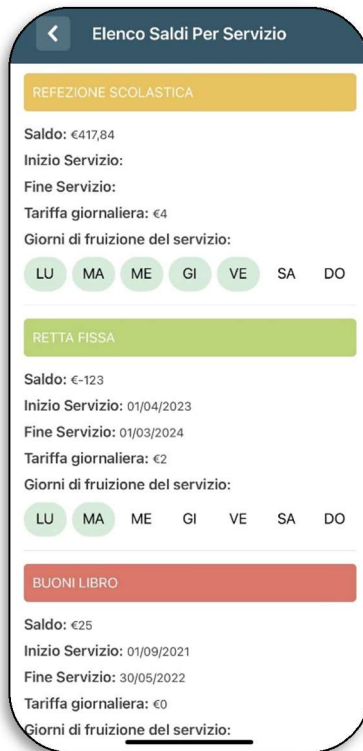 Elenco Saldi Per Servizio
REFEZIONE SCOLASTICA
Saldo: €417,84
Inizio Servizio:
Fine Servizio:
Tariffa giornaliera: €4
Giorni di fruizione del servizio:
LU MA ME GI VE SA DO
RETTA FISSA
Saldo: €-123
Inizio Servizio: 01/04/2023
Fine Servizio: 01/03/2024
Tariffa giornaliera: €2
Giorni di fruizione del servizio:
LU MA ME GI VE SA DO
BUONI LIBRO
Saldo: €25
Inizio Servizio: 01/09/2021
Fine Servizio: 30/05/2022
Tariffa giornaliera: €0
Giorni di fruizione del servizio: